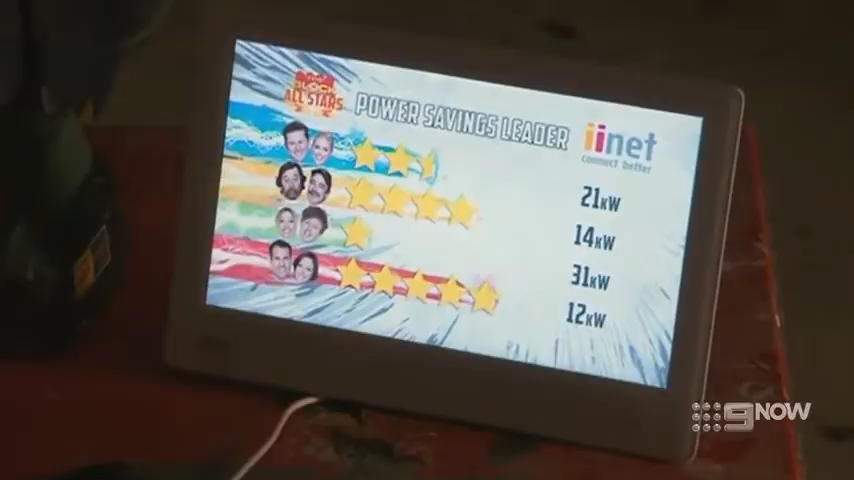 THE
BLOCK
ALL STARS
POWER SAVINGS LEADER
iinet
connect better
21KW
14KW
31KW
12KW
9NOW